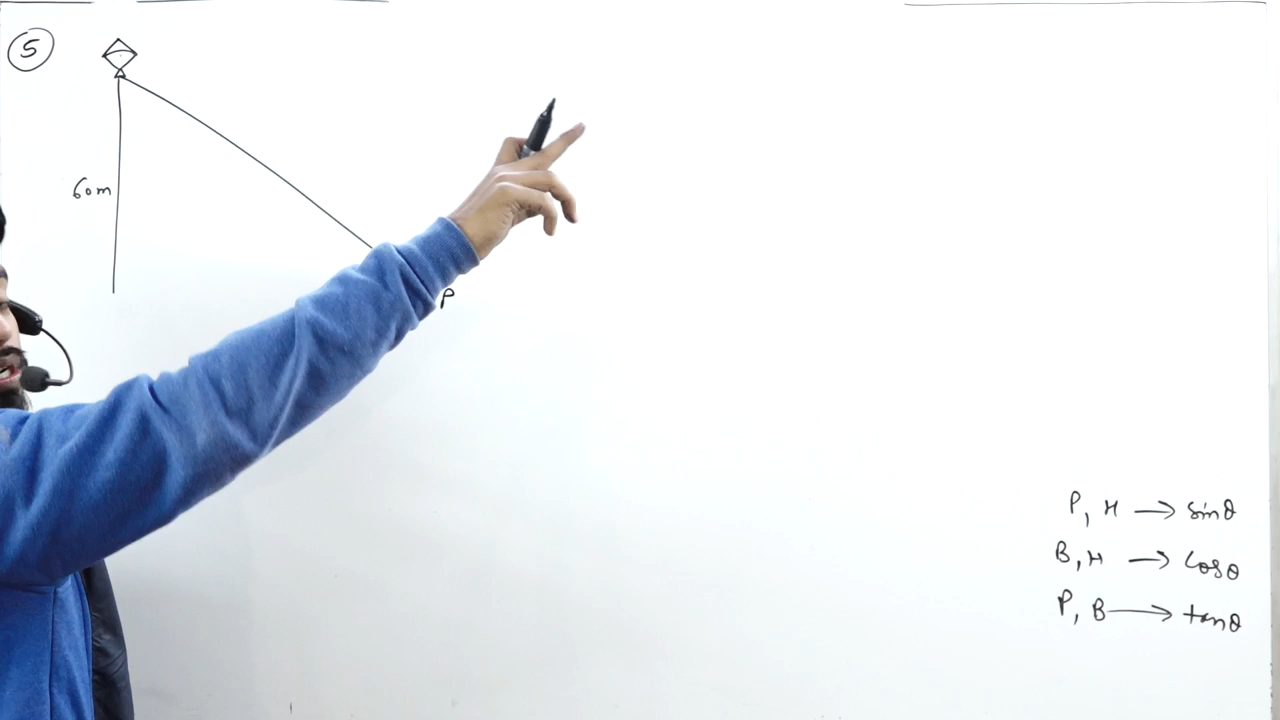 5
60m
P
P, H → sinθ
B, H → cosθ
P, B → tanθ